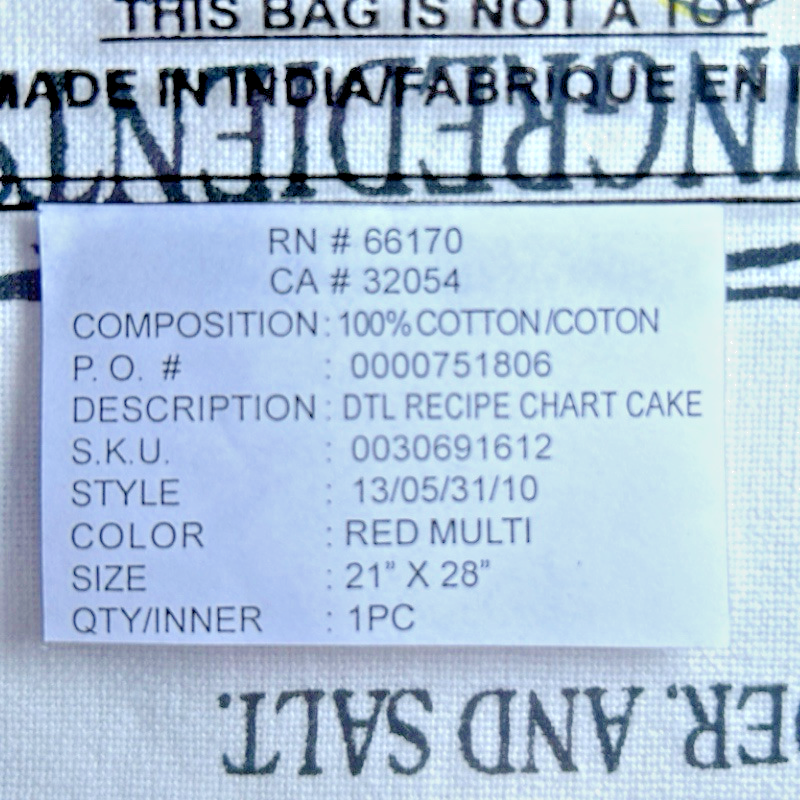 THIS BAG IS NOT A TOY
MADE IN INDIA/FABRIQUE EN
INGREDIENTS
RN # 66170
CA # 32054
COMPOSITION : 100% COTTON/COTON
P. O. # : 0000751806
DESCRIPTION : DTL RECIPE CHART CAKE
S.K.U. : 0030691612
STYLE : 13/05/31/10
COLOR : RED MULTI
SIZE : 21” X 28”
QTY/INNER : 1PC
AND SALT.